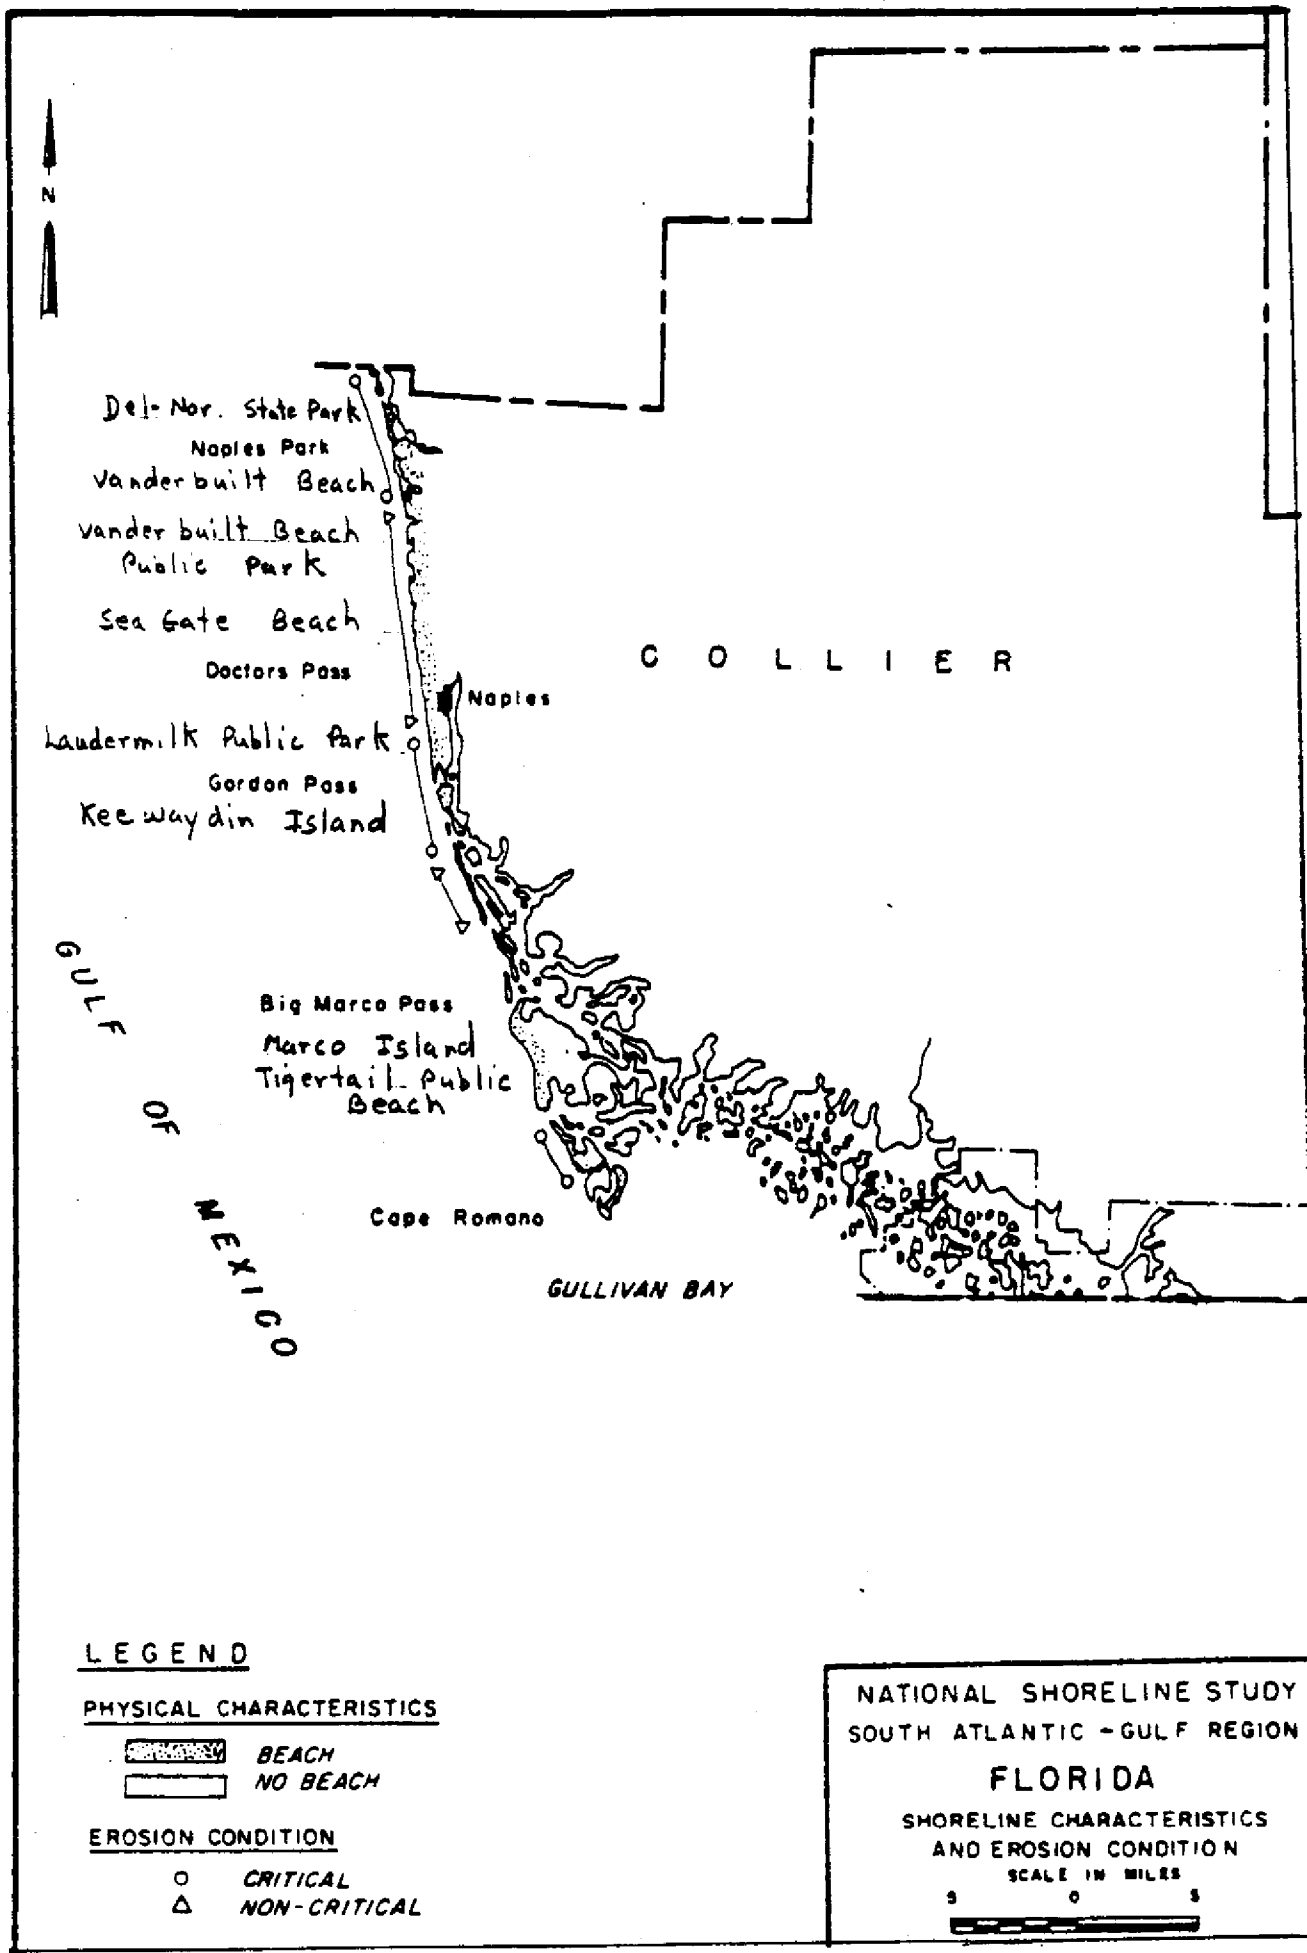 N
Del-Nor. State Park
Naples Park
Vanderbuilt Beach
Vanderbuilt Beach
Public Park
Sea Gate Beach
Doctors Pass
COLLIER
Naples
Laudermilk Public Park
Gordon Pass
Keewaydin Island
GULF OF MEXICO
Big Marco Pass
Marco Island
Tigertail Public
Beach
Cape Romano
GULLIVAN BAY
LEGEND
PHYSICAL CHARACTERISTICS
BEACH
NO BEACH
EROSION CONDITION
CRITICAL
NON-CRITICAL
NATIONAL SHORELINE STUDY
SOUTH ATLANTIC - GULF REGION
FLORIDA
SHORELINE CHARACTERISTICS
AND EROSION CONDITION
SCALE IN MILES
5 0 5